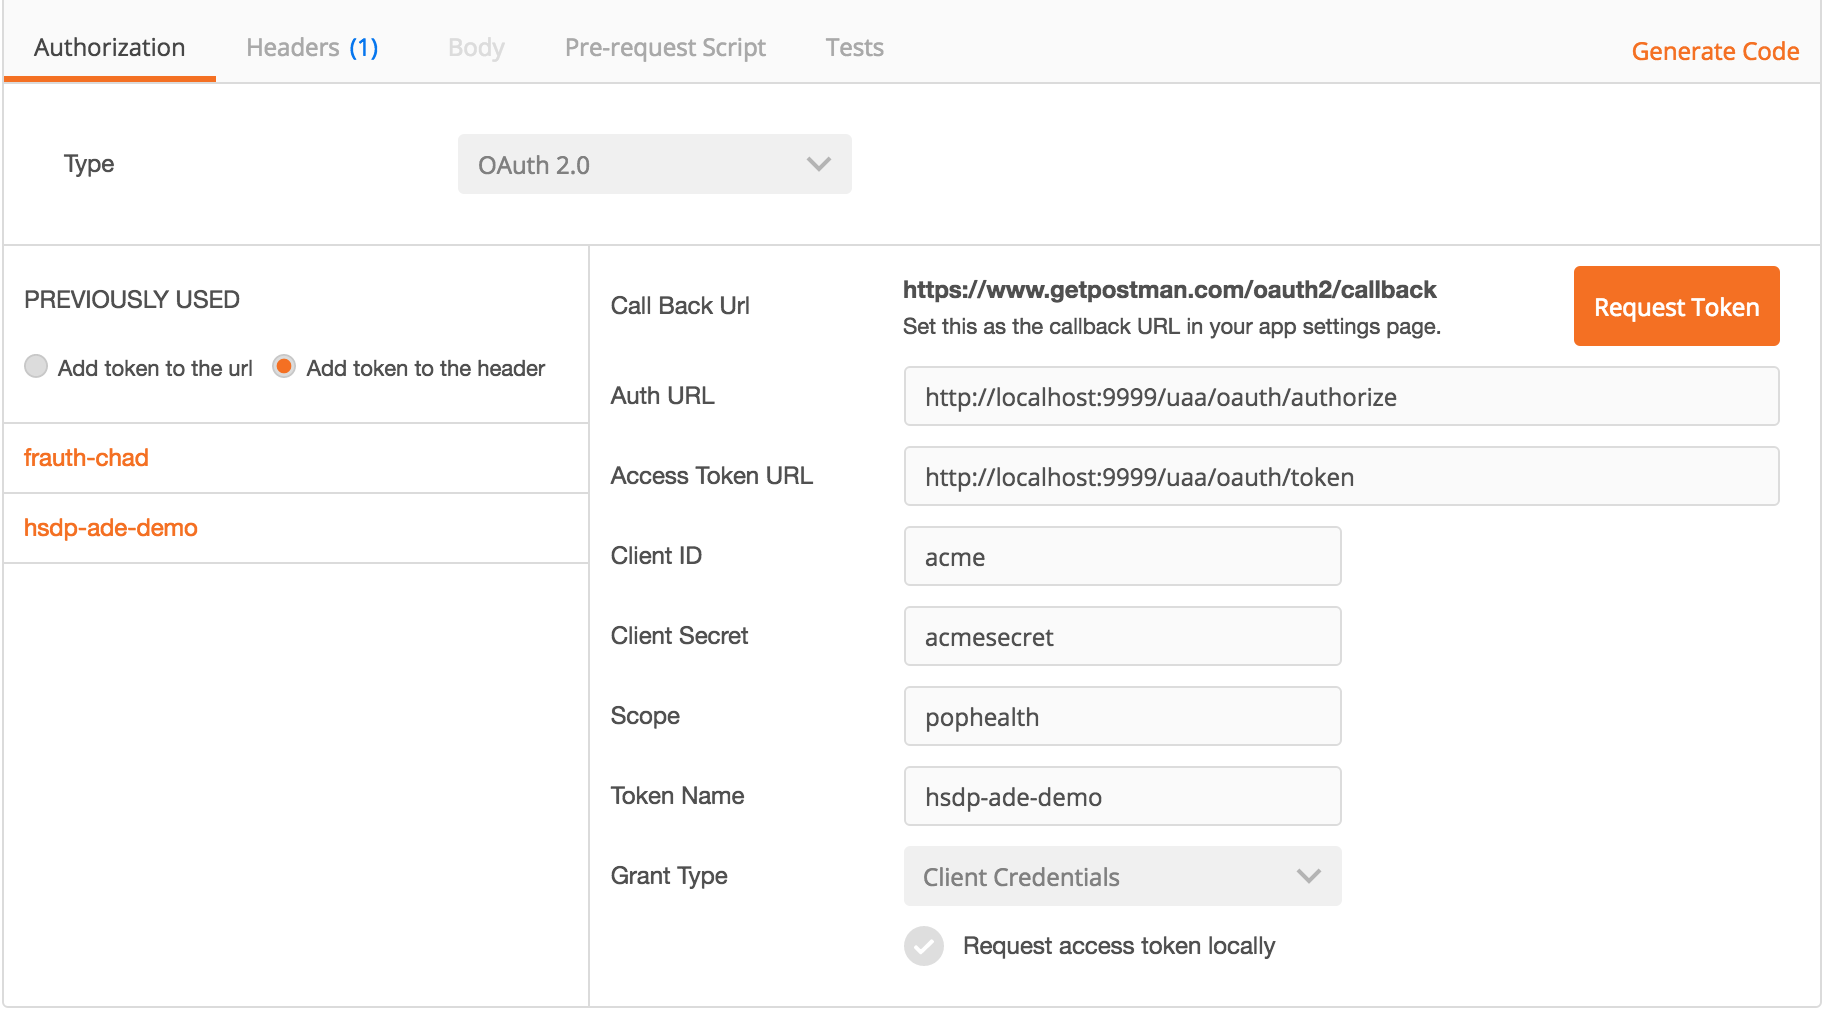 Authorization Headers (1) Body Pre-request Script Tests Generate Code
Type OAuth 2.0
PREVIOUSLY USED
Add token to the url Add token to the header
frauth-chad
hsdp-ade-demo
Call Back Url https://www.getpostman.com/oauth2/callback
Set this as the callback URL in your app settings page.
Request Token
Auth URL http://localhost:9999/uaa/oauth/authorize
Access Token URL http://localhost:9999/uaa/oauth/token
Client ID acme
Client Secret acmesecret
Scope pophealth
Token Name hsdp-ade-demo
Grant Type Client Credentials
Request access token locally